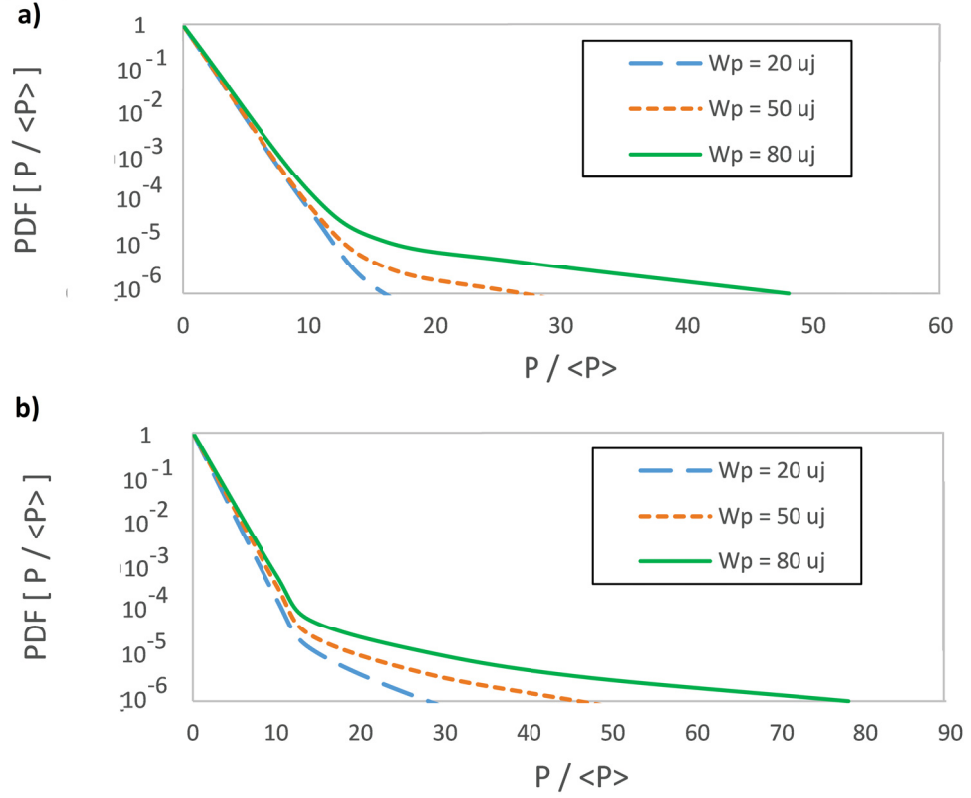 a)
1
10-1
10-2
10-3
10-4
10-5
10-6
PDF [ P / <P> ]
Wp = 20 uj
Wp = 50 uj
Wp = 80 uj
0 10 20 30 40 50 60
P / <P>
b)
1
10-1
10-2
10-3
10-4
10-5
10-6
PDF [ P / <P> ]
Wp = 20 uj
Wp = 50 uj
Wp = 80 uj
0 10 20 30 40 50 60 70 80 90
P / <P>